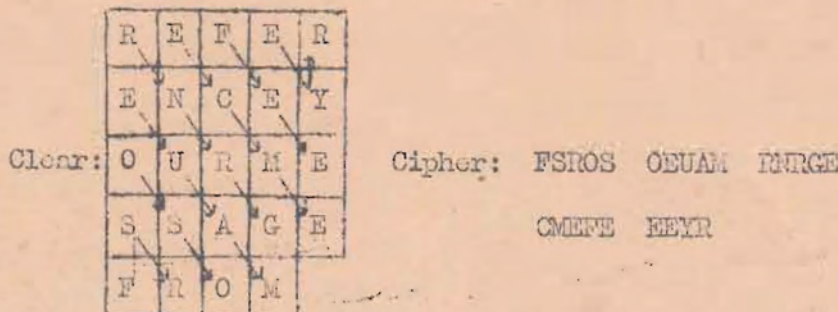 R E F E R
E N C E Y
Clear: O U R M E Cipher: FSROS OEUAM RNRGE
S S A G E CMEFE EEYR
F R O M